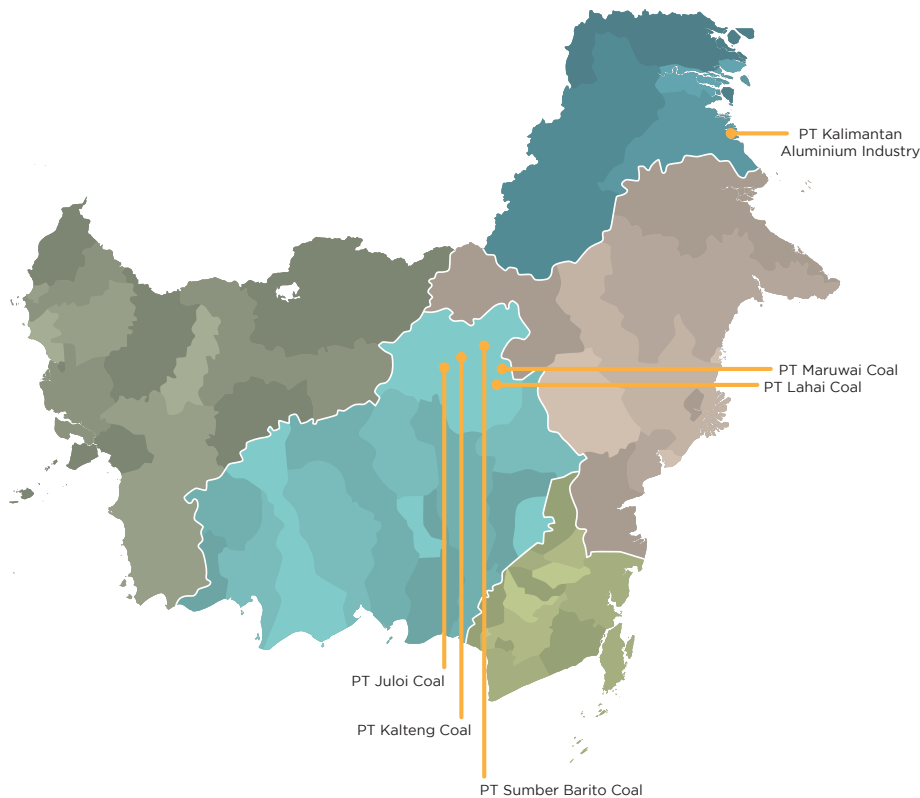 PT Kalimantan
Aluminium Industry
PT Maruwai Coal
PT Lahai Coal
PT Juloi Coal
PT Kalteng Coal
PT Sumber Barito Coal